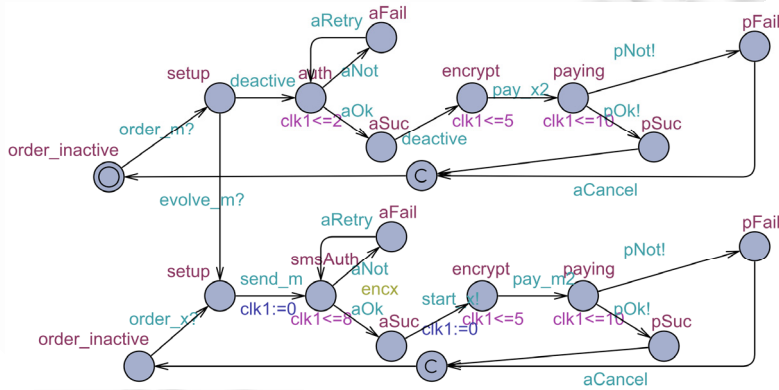 aFail
aRetry
pFail
setup
deactive
auth
aNot
encrypt
pay_x2
paying
pNot!
order_m?
clk1<=2
aOk
aSuc
deactive
clk1<=5
clk1<=10
pOk!
pSuc
order_inactive
C
evolve_m?
aCancel
aFail
aRetry
pFail
setup
send_m
smsAuth
aNot
encx
encrypt
pay_m2
paying
pNot!
order_x?
clk1:=0
clk1<=8
aOk
start_x!
clk1:=0
clk1<=5
clk1<=10
pOk!
aSuc
pSuc
order_inactive
C
aCancel